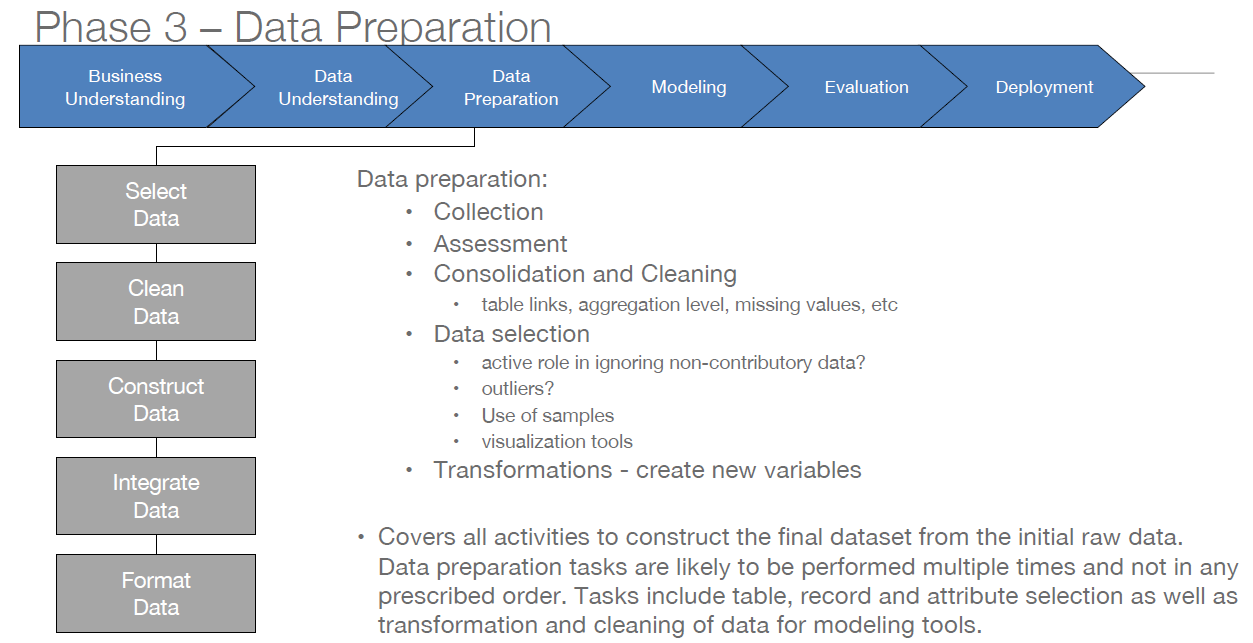 Phase 3 – Data Preparation
Business
Understanding
Data
Understanding
Data
Preparation
Modeling
Evaluation
Deployment
Select
Data
Clean
Data
Construct
Data
Integrate
Data
Format
Data
Data preparation:
• Collection
• Assessment
• Consolidation and Cleaning
• table links, aggregation level, missing values, etc
• Data selection
• active role in ignoring non-contributory data?
• outliers?
• Use of samples
• visualization tools
• Transformations - create new variables
• Covers all activities to construct the final dataset from the initial raw data.
Data preparation tasks are likely to be performed multiple times and not in any
prescribed order. Tasks include table, record and attribute selection as well as
transformation and cleaning of data for modeling tools.